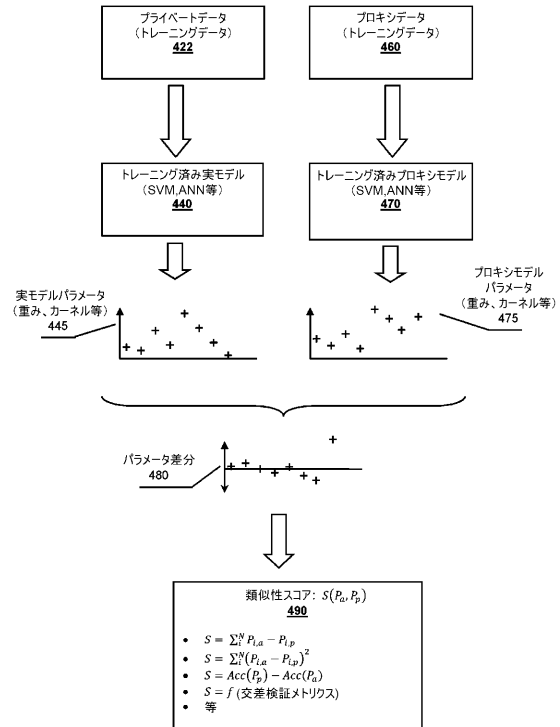 プライベートデータ
(トレーニングデータ)
422
プロキシデータ
(トレーニングデータ)
460
トレーニング済み実モデル
(SVM,ANN等)
440
トレーニング済みプロキシモデル
(SVM,ANN等)
470
実モデルパラメータ
(重み、カーネル等)
445
プロキシモデル
パラメータ
(重み、カーネル等)
475
パラメータ差分
480
類似性スコア: S(Pₐ, Pₚ)
490
• S = ∑ᵢᴺ Pᵢ,ₐ − Pᵢ,ₚ
• S = ∑ᵢᴺ(Pᵢ,ₐ − Pᵢ,ₚ)²
• S = Acc(Pₚ) − Acc(Pₐ)
• S = f (交差検証メトリクス)
• 等